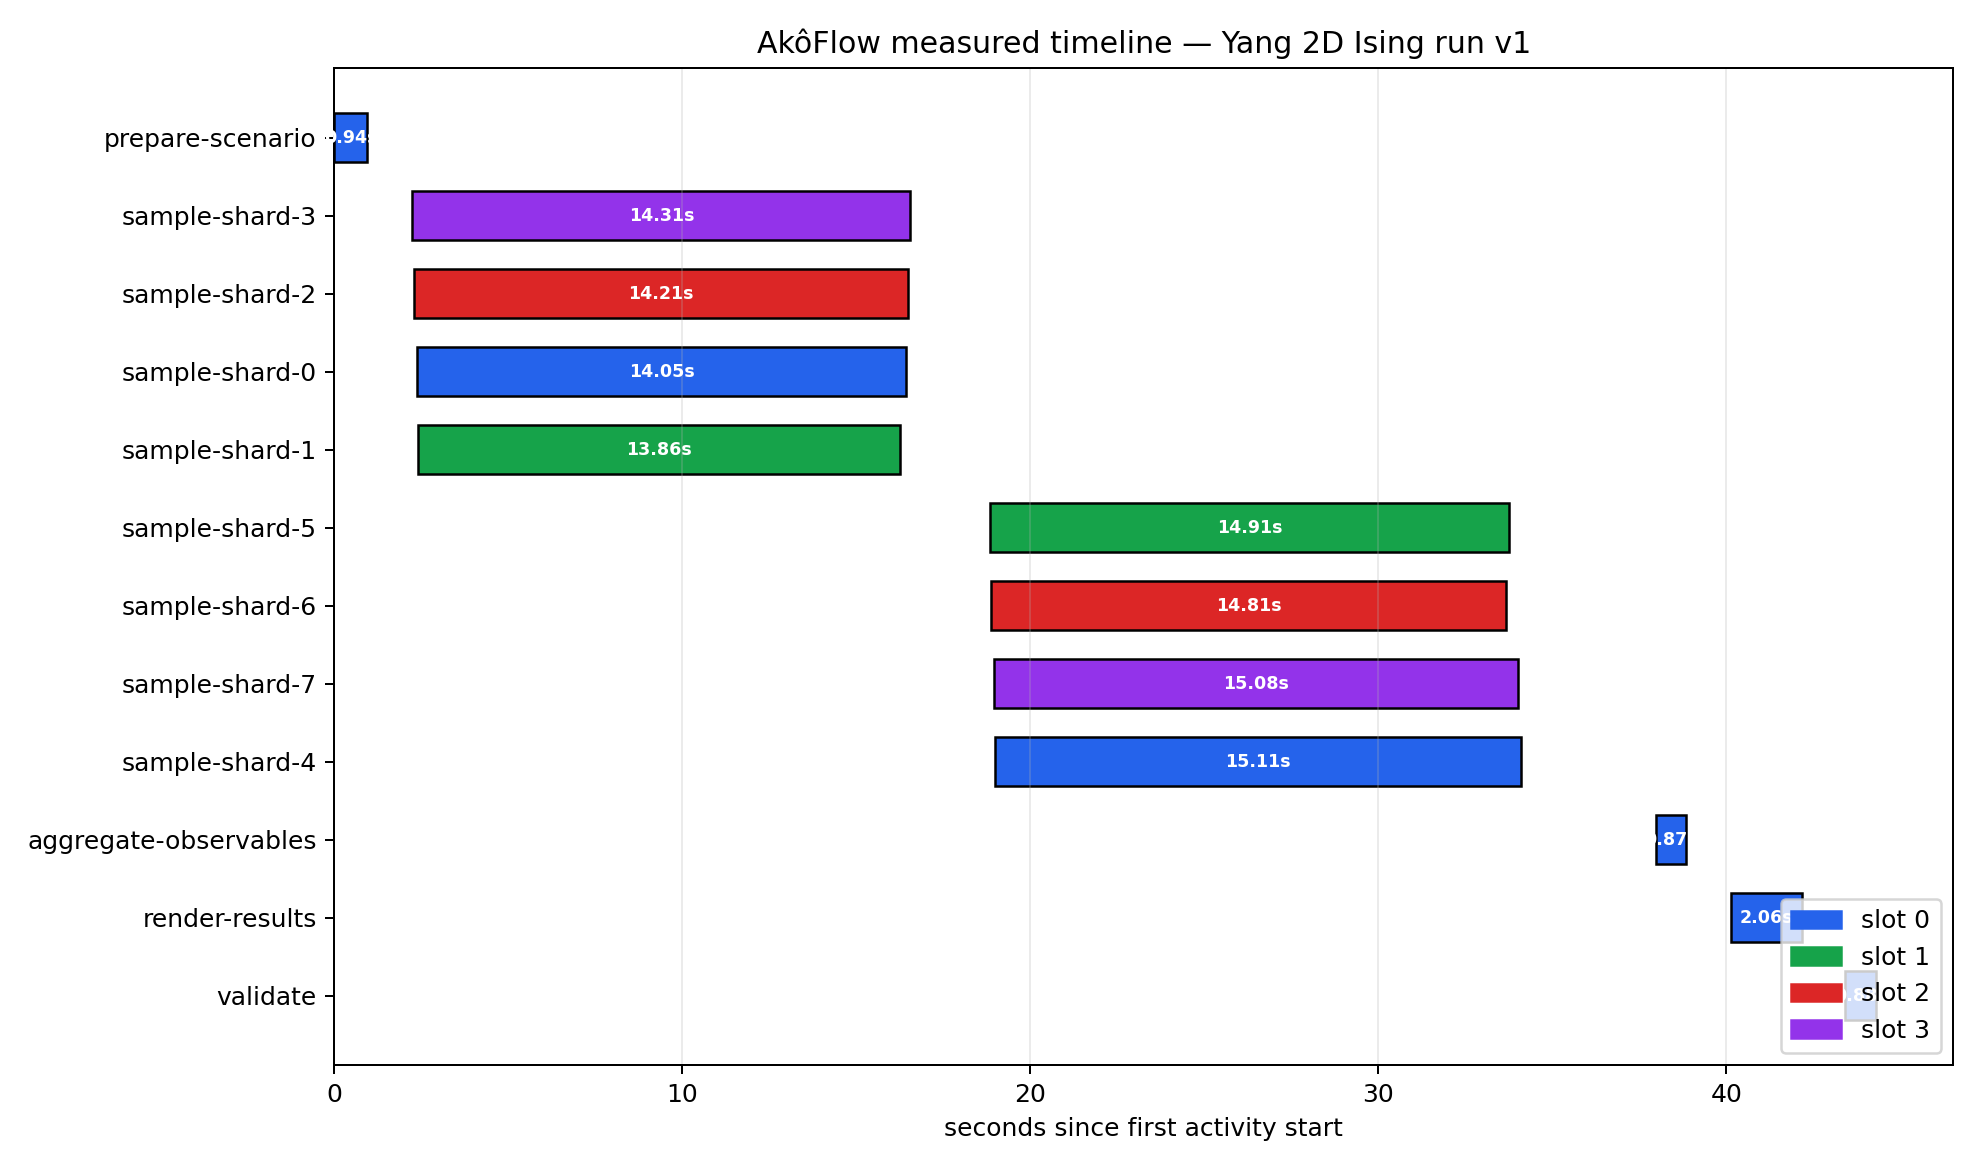 AkôFlow measured timeline — Yang 2D Ising run v1
prepare-scenario
sample-shard-3
14.31s
sample-shard-2
14.21s
sample-shard-0
14.05s
sample-shard-1
13.86s
sample-shard-5
14.91s
sample-shard-6
14.81s
sample-shard-7
15.08s
sample-shard-4
15.11s
aggregate-observables
.87
render-results
2.06s
validate
slot 0
slot 1
slot 2
slot 3
0 10 20 30 40
seconds since first activity start